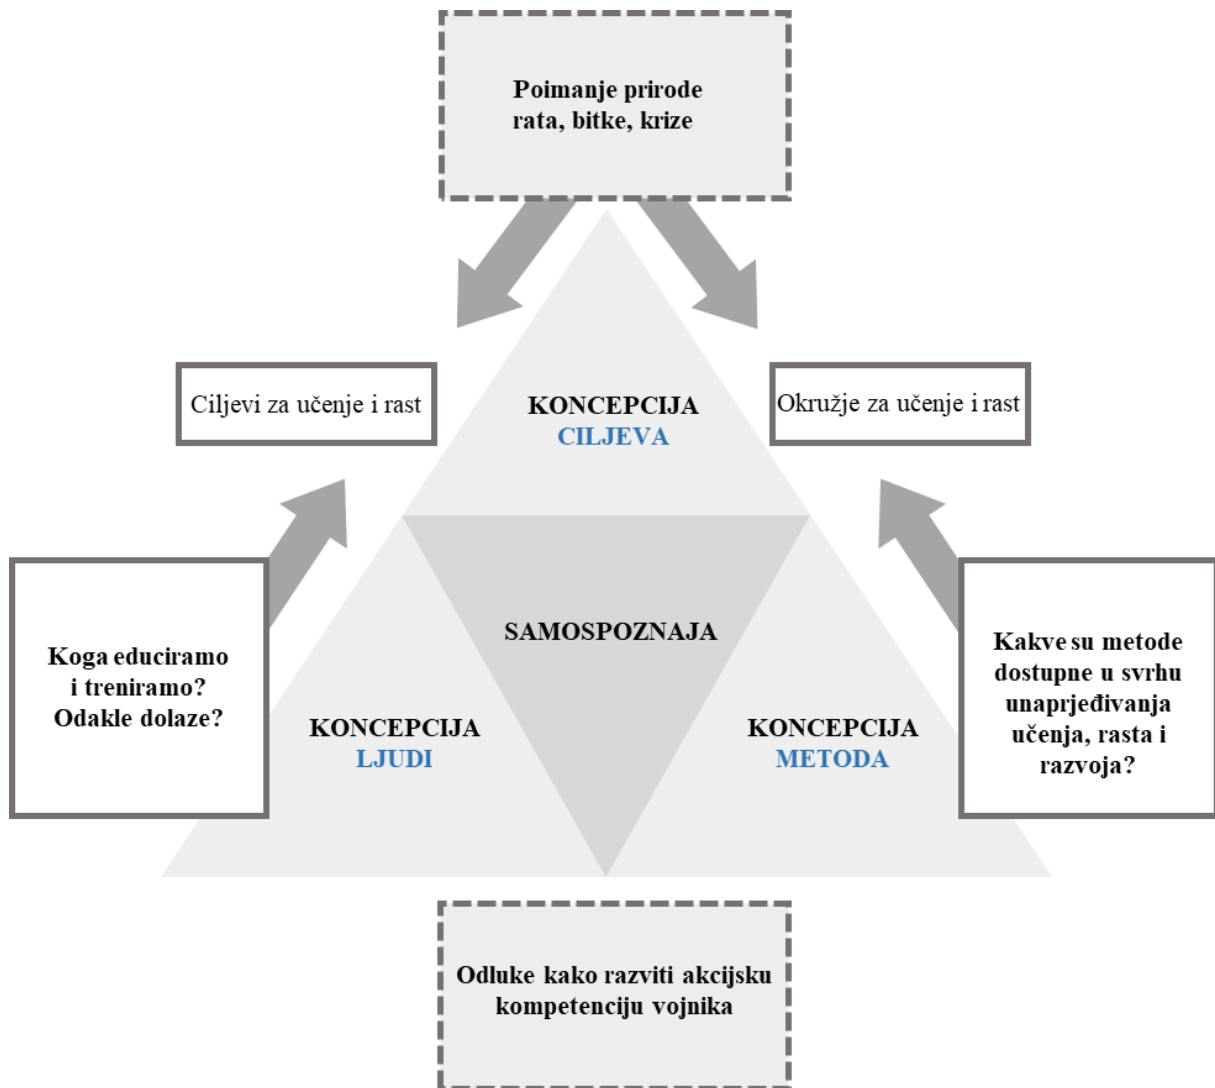 Poimanje prirode
rata, bitke, krize
Ciljevi za učenje i rast
KONCEPCIJA
CILJEVA
Okružje za učenje i rast
SAMOSPOZNAJA
Koga educiramo
i treniramo?
Odakle dolaze?
KONCEPCIJA
LJUDI
KONCEPCIJA
METODA
Kakve su metode
dostupne u svrhu
unaprjeđivanja
učenja, rasta i
razvoja?
Odluke kako razviti akcijsku
kompetenciju vojnika